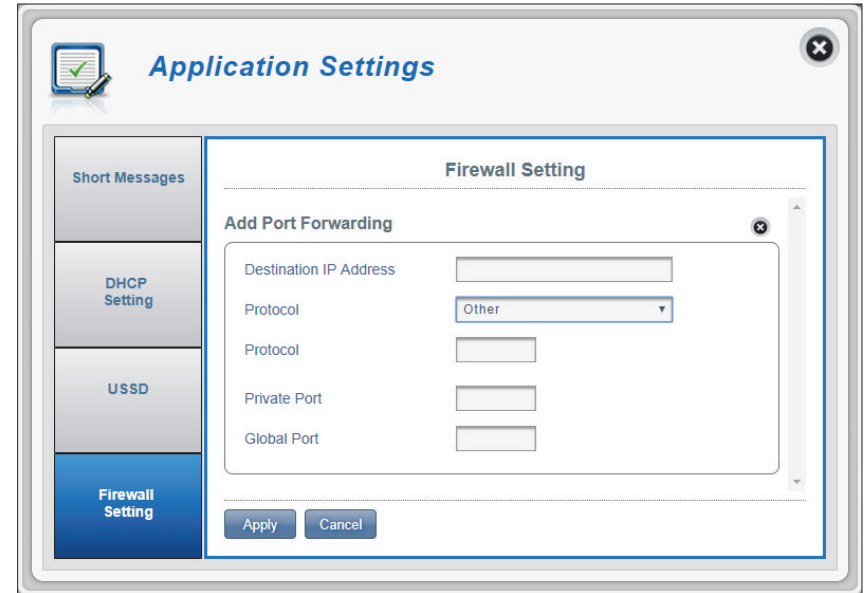 Application Settings
Short Messages
DHCP
Setting
USSD
Firewall
Setting
Firewall Setting
Add Port Forwarding
Destination IP Address
Protocol
Other
Protocol
Private Port
Global Port
Apply
Cancel